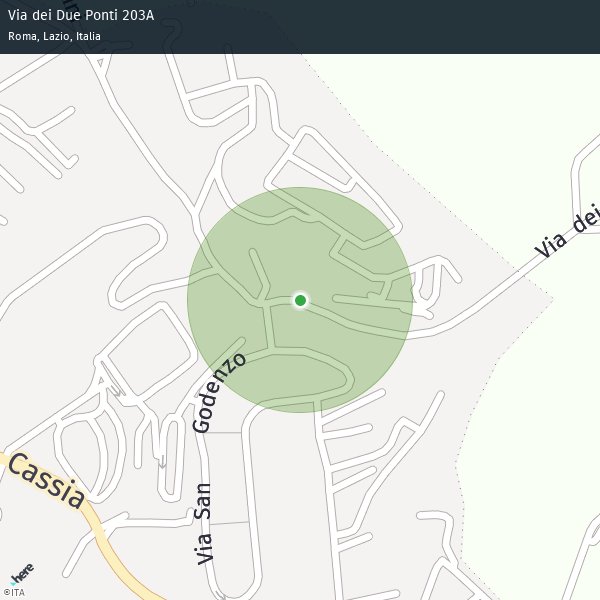 Via dei Due Ponti 203A
Roma, Lazio, Italia
Via dei
Godenzo
Via San
Cassia
here
©ITA